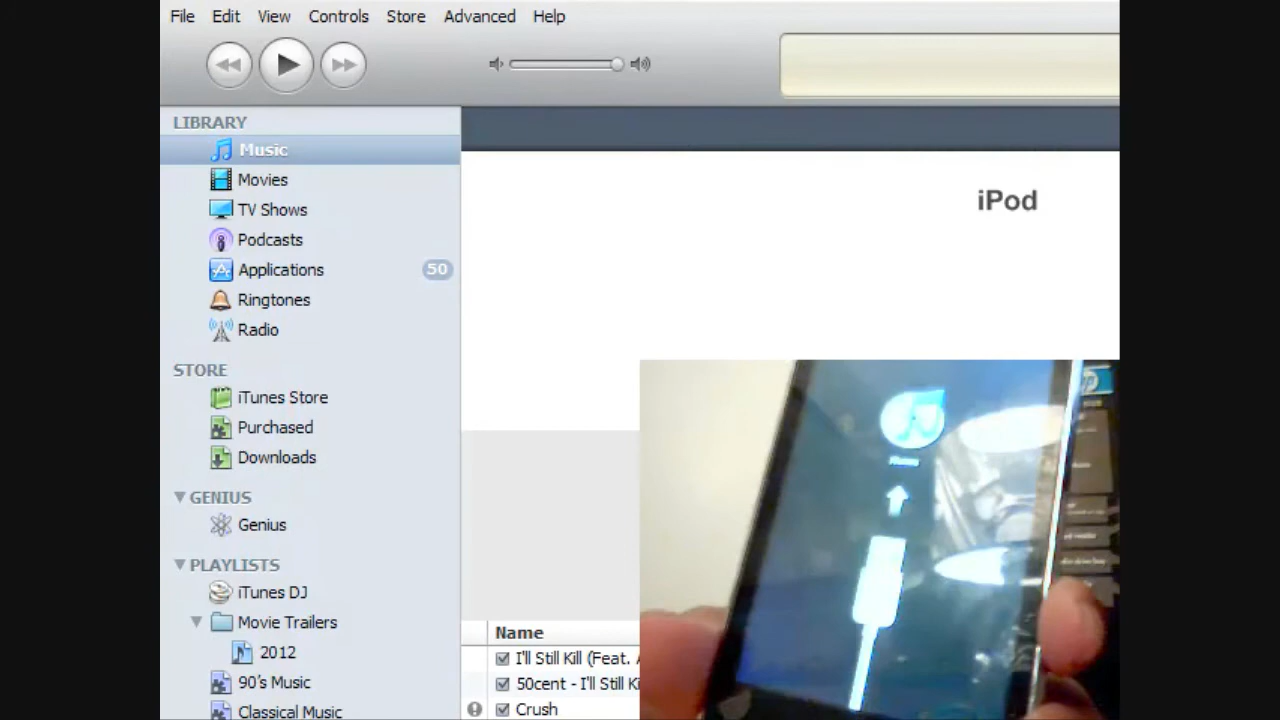 File Edit View Controls Store Advanced Help
LIBRARY
Music
Movies
TV Shows
Podcasts
Applications 50
Ringtones
Radio
iPod
STORE
iTunes Store
Purchased
Downloads
GENIUS
Genius
PLAYLISTS
iTunes DJ
Movie Trailers
2012
90's Music
Classical Music
Name
I'll Still Kill (Feat.
50cent - I'll Still Ki
Crush
hp